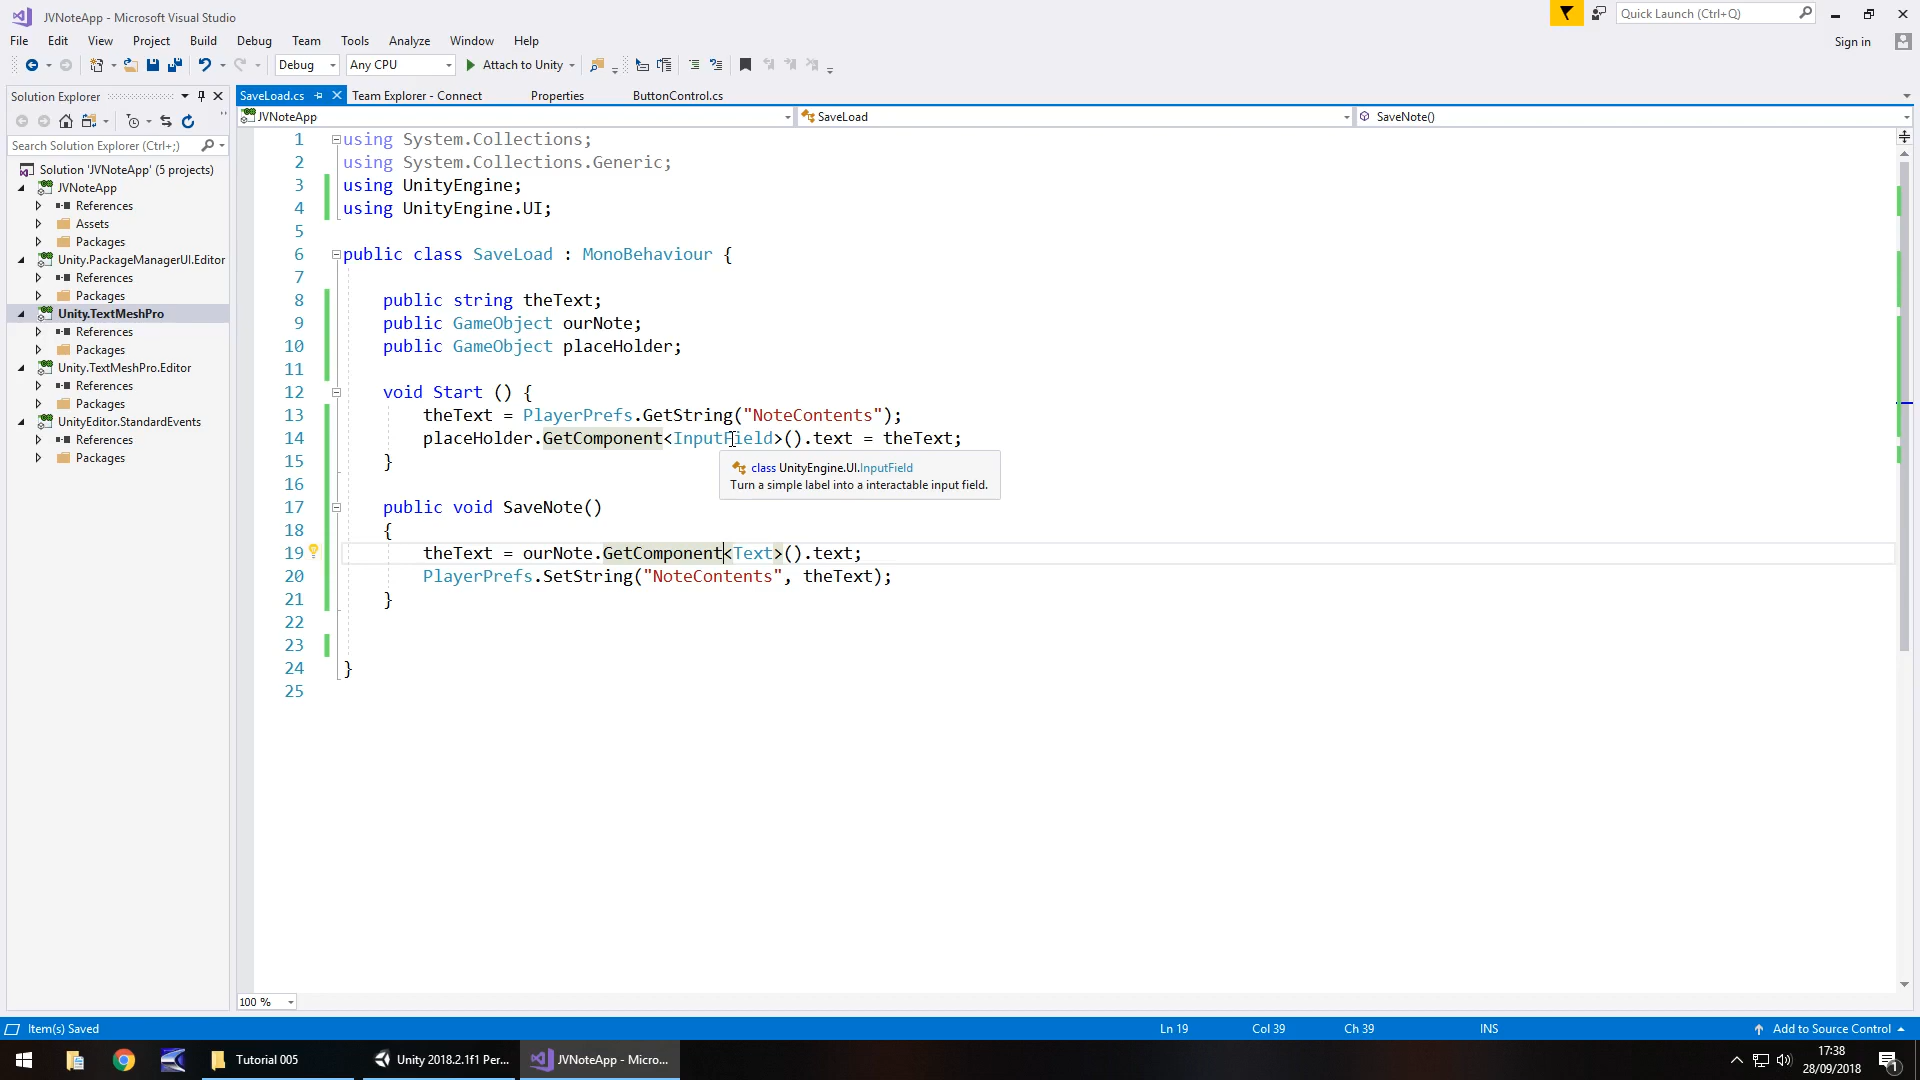 JVNoteApp - Microsoft Visual Studio
Quick Launch (Ctrl+Q)
File Edit View Project Build Debug Team Tools Analyze Window Help
Sign in
Debug Any CPU Attach to Unity
Solution Explorer
SaveLoad.cs Team Explorer - Connect Properties ButtonControl.cs
JVNoteApp SaveLoad SaveNote()
Search Solution Explorer (Ctrl+;)
Solution 'JVNoteApp' (5 projects)
JVNoteApp
References
Assets
Packages
Unity.PackageManagerUI.Editor
References
Packages
Unity.TextMeshPro
References
Packages
Unity.TextMeshPro.Editor
References
Packages
UnityEditor.StandardEvents
References
Packages
1 using System.Collections;
2 using System.Collections.Generic;
3 using UnityEngine;
4 using UnityEngine.UI;
5
6 public class SaveLoad : MonoBehaviour {
7
8 public string theText;
9 public GameObject ourNote;
10 public GameObject placeHolder;
11
12 void Start () {
13 theText = PlayerPrefs.GetString("NoteContents");
14 placeHolder.GetComponent<InputField>().text = theText;
15 }
class UnityEngine.UI.InputField
Turn a simple label into a interactable input field.
16
17 public void SaveNote()
18 {
19 theText = ourNote.GetComponent<Text>().text;
20 PlayerPrefs.SetString("NoteContents", theText);
21 }
22
23
24 }
25
100 %
Item(s) Saved Ln 19 Col 39 Ch 39 INS Add to Source Control
Tutorial 005 Unity 2018.2.1f1 Per... JVNoteApp - Micro...
17:38
28/09/2018
1